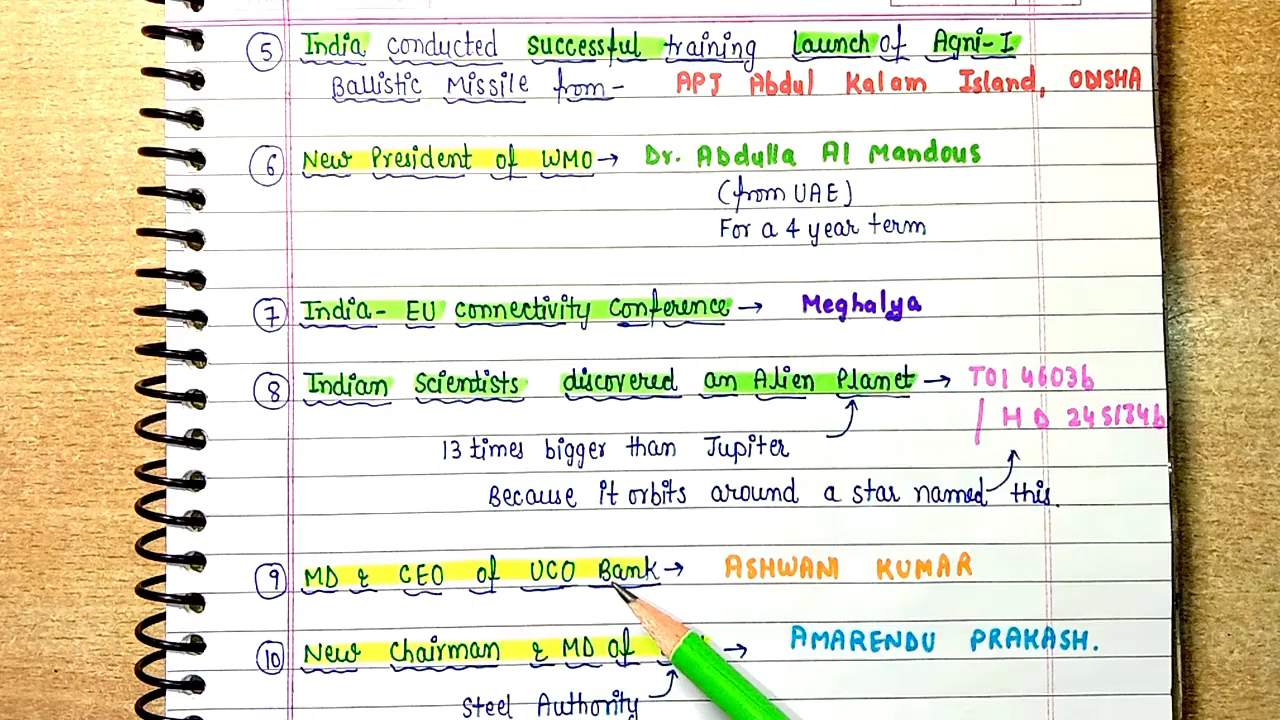 5 India conducted successful training launch of Agni-I
Ballistic Missile from- APJ Abdul Kalam Island, ODISHA
6 New President of WMO → Dr. Abdulla Al Mandous
(from UAE)
For a 4 year term
7 India- EU connectivity Conference → Meghalya
8 Indian Scientists discovered an Alien Planet → TOI 4603b
/ HD 245134b
13 times bigger than Jupiter
Because it orbits around a star named this.
9 MD & CEO of UCO Bank → ASHWANI KUMAR
10 New Chairman & MD of → AMARENDU PRAKASH.
Steel Authority